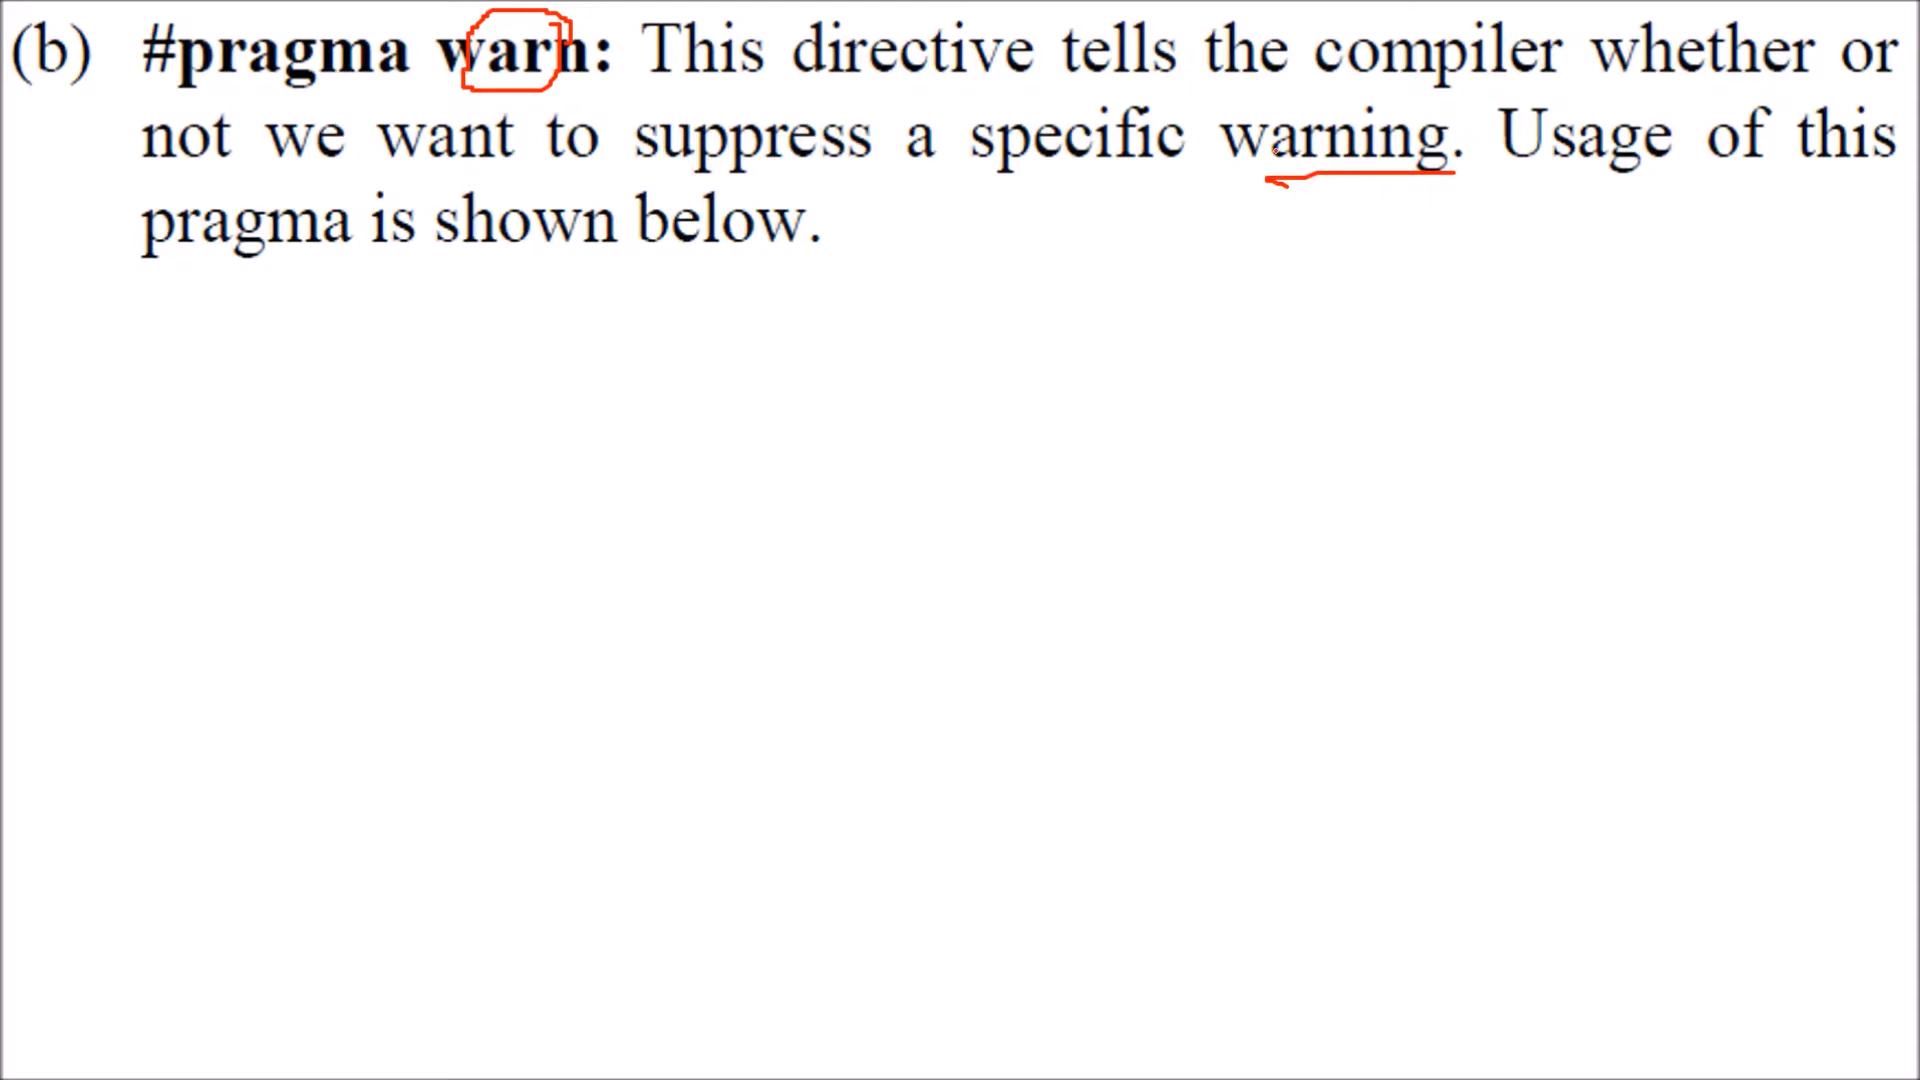 (b) #pragma warn: This directive tells the compiler whether or
not we want to suppress a specific warning. Usage of this
pragma is shown below.